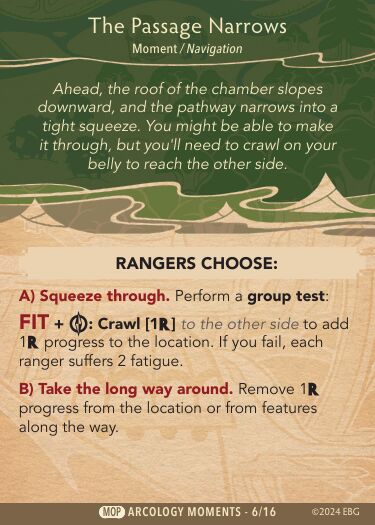 The Passage Narrows
Moment / Navigation
Ahead, the roof of the chamber slopes
downward, and the pathway narrows into a
tight squeeze. You might be able to make
it through, but you'll need to crawl on your
belly to reach the other side.
RANGERS CHOOSE:
A) Squeeze through. Perform a group test:
FIT + : Crawl [1R] to the other side to add
1R progress to the location. If you fail, each
ranger suffers 2 fatigue.
B) Take the long way around. Remove 1R
progress from the location or from features
along the way.
MOP ARCOLOGY MOMENTS - 6/16
©2024 EBG